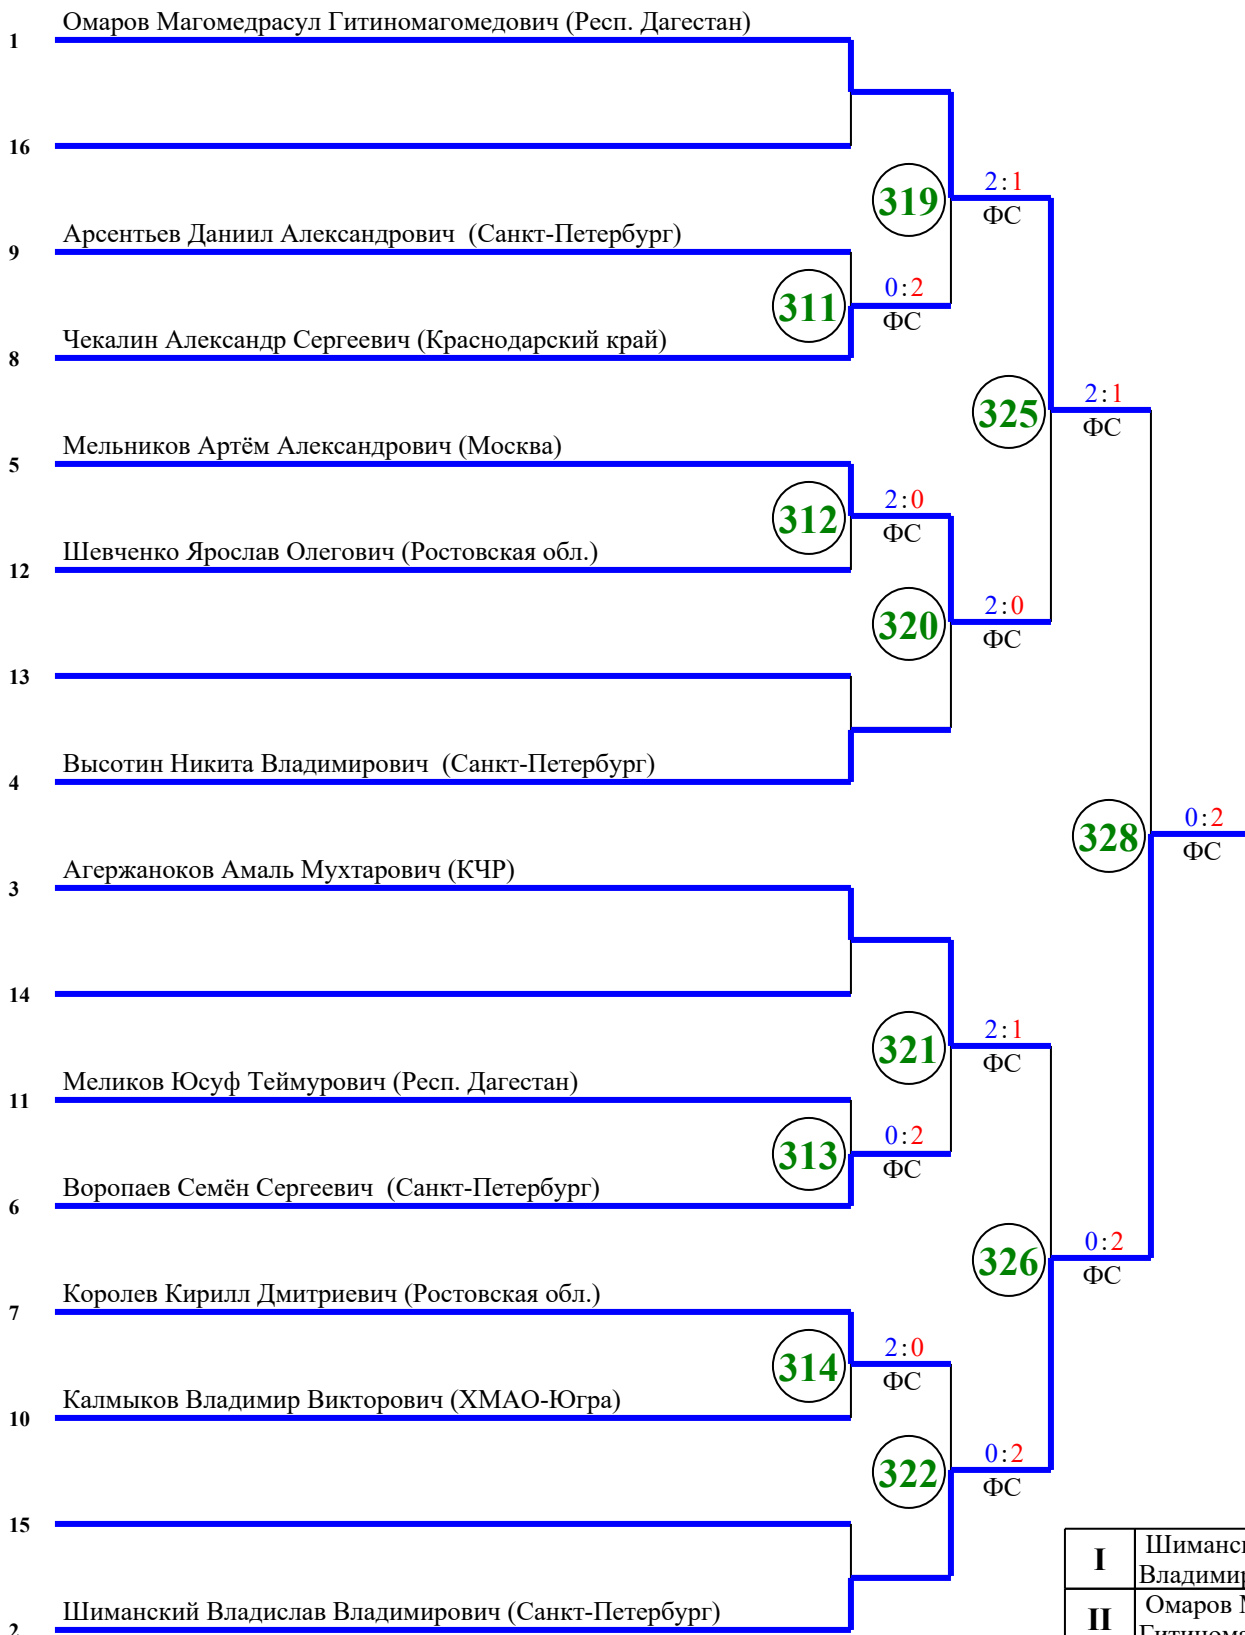 Омаров Магомедрасул Гитиномагомедович (Респ. Дагестан)
1
16
319
2:1
ФС
Арсентьев Даниил Александрович (Санкт-Петербург)
9
311
0:2
ФС
Чекалин Александр Сергеевич (Краснодарский край)
8
325
2:1
ФС
Мельников Артём Александрович (Москва)
5
312
2:0
ФС
Шевченко Ярослав Олегович (Ростовская обл.)
12
320
2:0
ФС
13
Высотин Никита Владимирович (Санкт-Петербург)
4
328
0:2
ФС
Агержаноков Амаль Мухтарович (КЧР)
3
14
321
2:1
ФС
Меликов Юсуф Теймурович (Респ. Дагестан)
11
313
0:2
ФС
Воропаев Семён Сергеевич (Санкт-Петербург)
6
326
0:2
ФС
Королев Кирилл Дмитриевич (Ростовская обл.)
7
314
2:0
ФС
Калмыков Владимир Викторович (ХМАО-Югра)
10
322
0:2
ФС
15
I
Шиманс
Владимир
Шиманский Владислав Владимирович (Санкт-Петербург)
2
II
Омаров